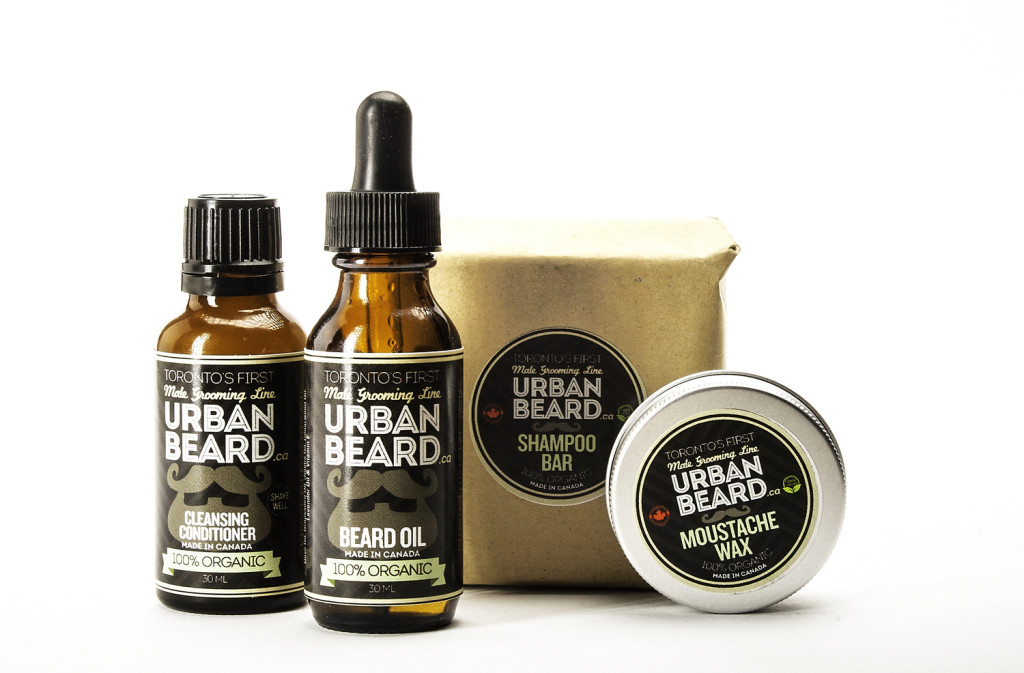 TORONTO'S FIRST
Male Grooming Line
URBAN
BEARD.ca
SHAKE
WELL
CLEANSING
CONDITIONER
MADE IN CANADA
100% ORGANIC
30 ML
TORONTO'S FIRST
Male Grooming Line
URBAN
BEARD.ca
BEARD OIL
MADE IN CANADA
100% ORGANIC
30 ML
TORONTO'S FIRST
Male Grooming Line
URBAN
BEARD.ca
SHAMPOO
BAR
100% ORGANIC
MADE IN CANADA
TORONTO'S FIRST
Male Grooming Line
URBAN
BEARD.ca
MOUSTACHE
WAX
100% ORGANIC
MADE IN CANADA